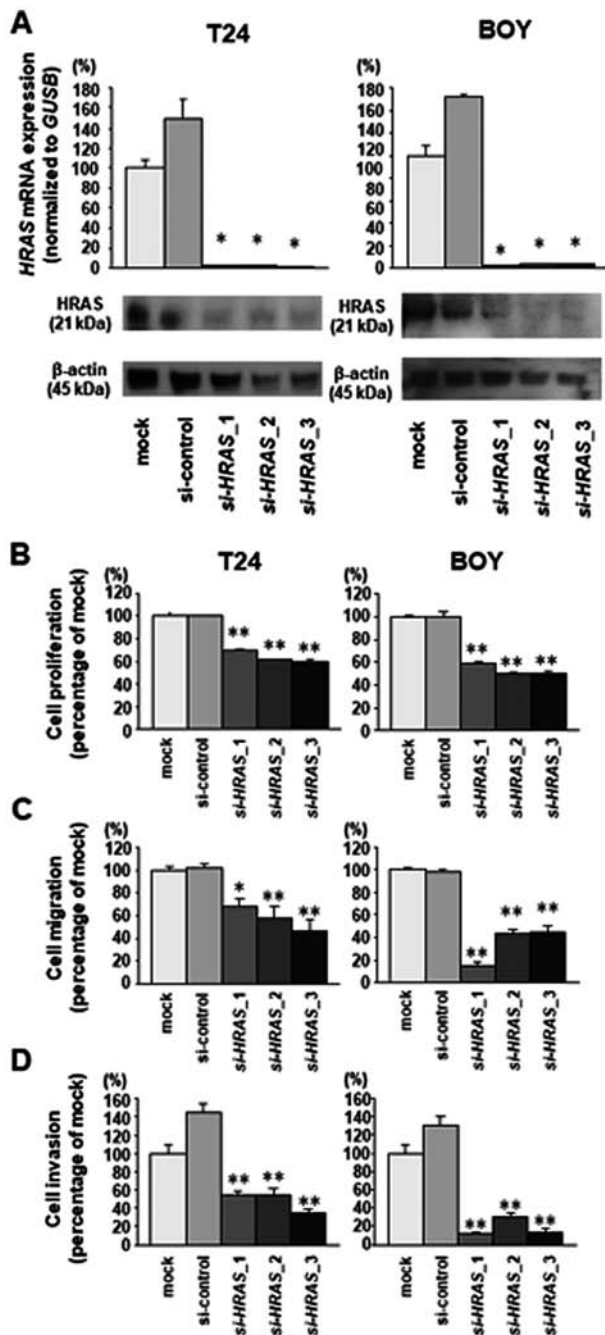 A
T24
BOY
(%)
(%)
HRAS mRNA expression
(normalized to GUSB)
180
160
140
120
100
80
60
40
20
0
* * *
180
160
140
120
100
80
60
40
20
0
* * *
HRAS
(21 kDa)
HRAS
(21 kDa)
β-actin
(45 kDa)
β-actin
(45 kDa)
mock
si-control
si-HRAS_1
si-HRAS_2
si-HRAS_3
mock
si-control
si-HRAS_1
si-HRAS_2
si-HRAS_3
B
T24
BOY
Cell proliferation
(percentage of mock)
(%)
120
100
80
60
40
20
0
** ** **
mock
si-control
si-HRAS_1
si-HRAS_2
si-HRAS_3
(%)
120
100
80
60
40
20
0
** ** **
mock
si-control
si-HRAS_1
si-HRAS_2
si-HRAS_3
C
Cell migration
(percentage of mock)
(%)
120
100
80
60
40
20
0
* ** **
mock
si-control
si-HRAS_1
si-HRAS_2
si-HRAS_3
(%)
120
100
80
60
40
20
0
** ** **
mock
si-control
si-HRAS_1
si-HRAS_2
si-HRAS_3
D
Cell invasion
(percentage of mock)
(%)
160
140
120
100
80
60
40
20
0
** ** **
mock
si-control
si-HRAS_1
si-HRAS_2
si-HRAS_3
(%)
160
140
120
100
80
60
40
20
0
** ** **
mock
si-control
si-HRAS_1
si-HRAS_2
si-HRAS_3